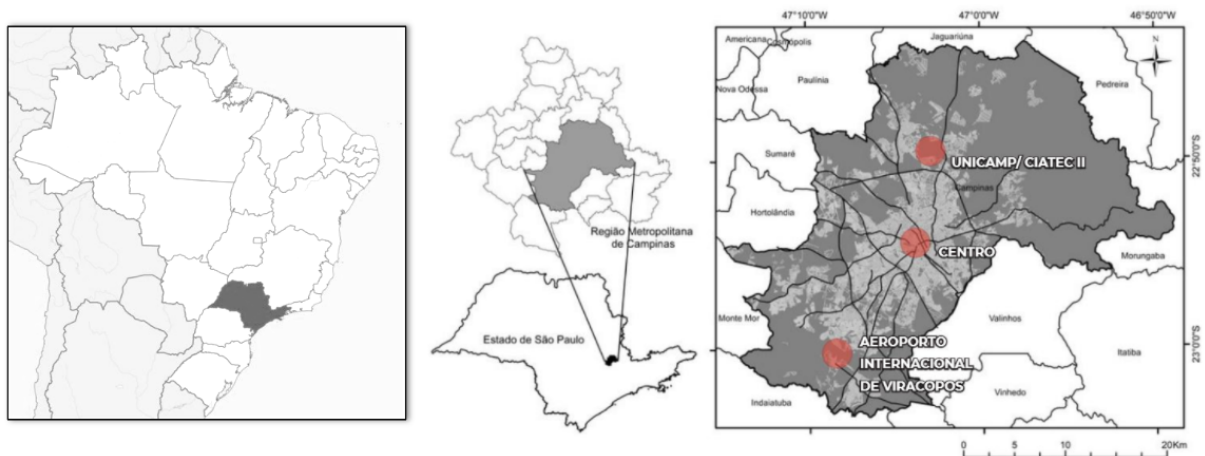 Região Metropolitana
de Campinas
Estado de São Paulo
47°10'0"W
47°0'0"W
46°50'0"W
Americana
Cosmópolis
Jaguariúna
N
Paulínia
Pedreira
Nova Odessa
Sumaré
22°50'0"S
UNICAMP/ CIATEC II
Campinas
Hortolândia
CENTRO
Morungaba
Monte Mor
Valinhos
AEROPORTO
INTERNACIONAL
DE VIRACOPOS
23°0'0"S
Itatiba
Vinhedo
Indaiatuba
0 5 10 20Km